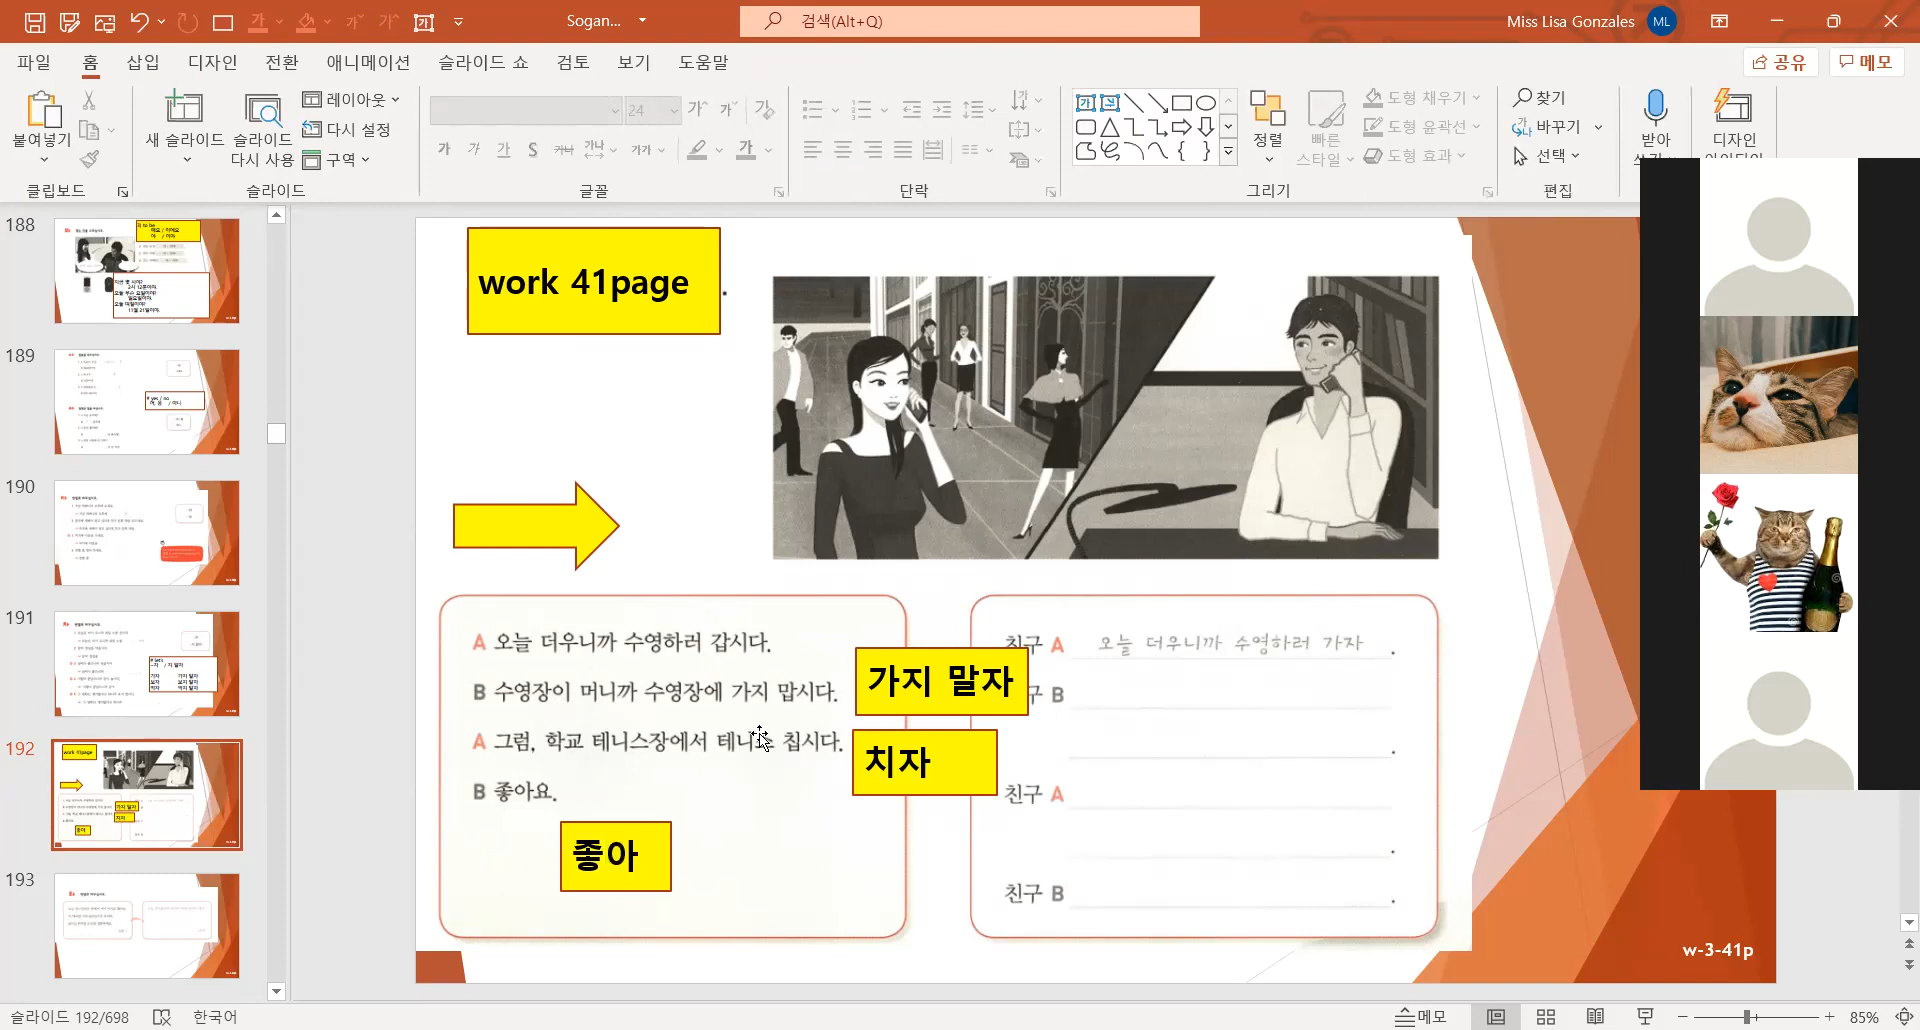 Sogan...
검색(Alt+Q)
Miss Lisa Gonzales
ML
파일 홈 삽입 디자인 전환 애니메이션 슬라이드 쇼 검토 보기 도움말
공유 메모
붙여넣기
클립보드
새 슬라이드
슬라이드 다시 사용
레이아웃
다시 설정
구역
슬라이드
24
글꼴
단락
정렬
빠른 스타일
도형 채우기
도형 윤곽선
도형 효과
그리기
찾기
바꾸기
선택
편집
받아
디자인
188
189
190
191
192
193
work 41page
A 오늘 더우니까 수영하러 갑시다.
B 수영장이 머니까 수영장에 가지 맙시다.
A 그럼, 학교 테니스장에서 테니스 칩시다.
B 좋아요.
가지 말자
치자
좋아
친구 A 오늘 더우니까 수영하러 가자.
구 B
친구 A
친구 B
w-3-41p
슬라이드 192/698
한국어
메모
85%